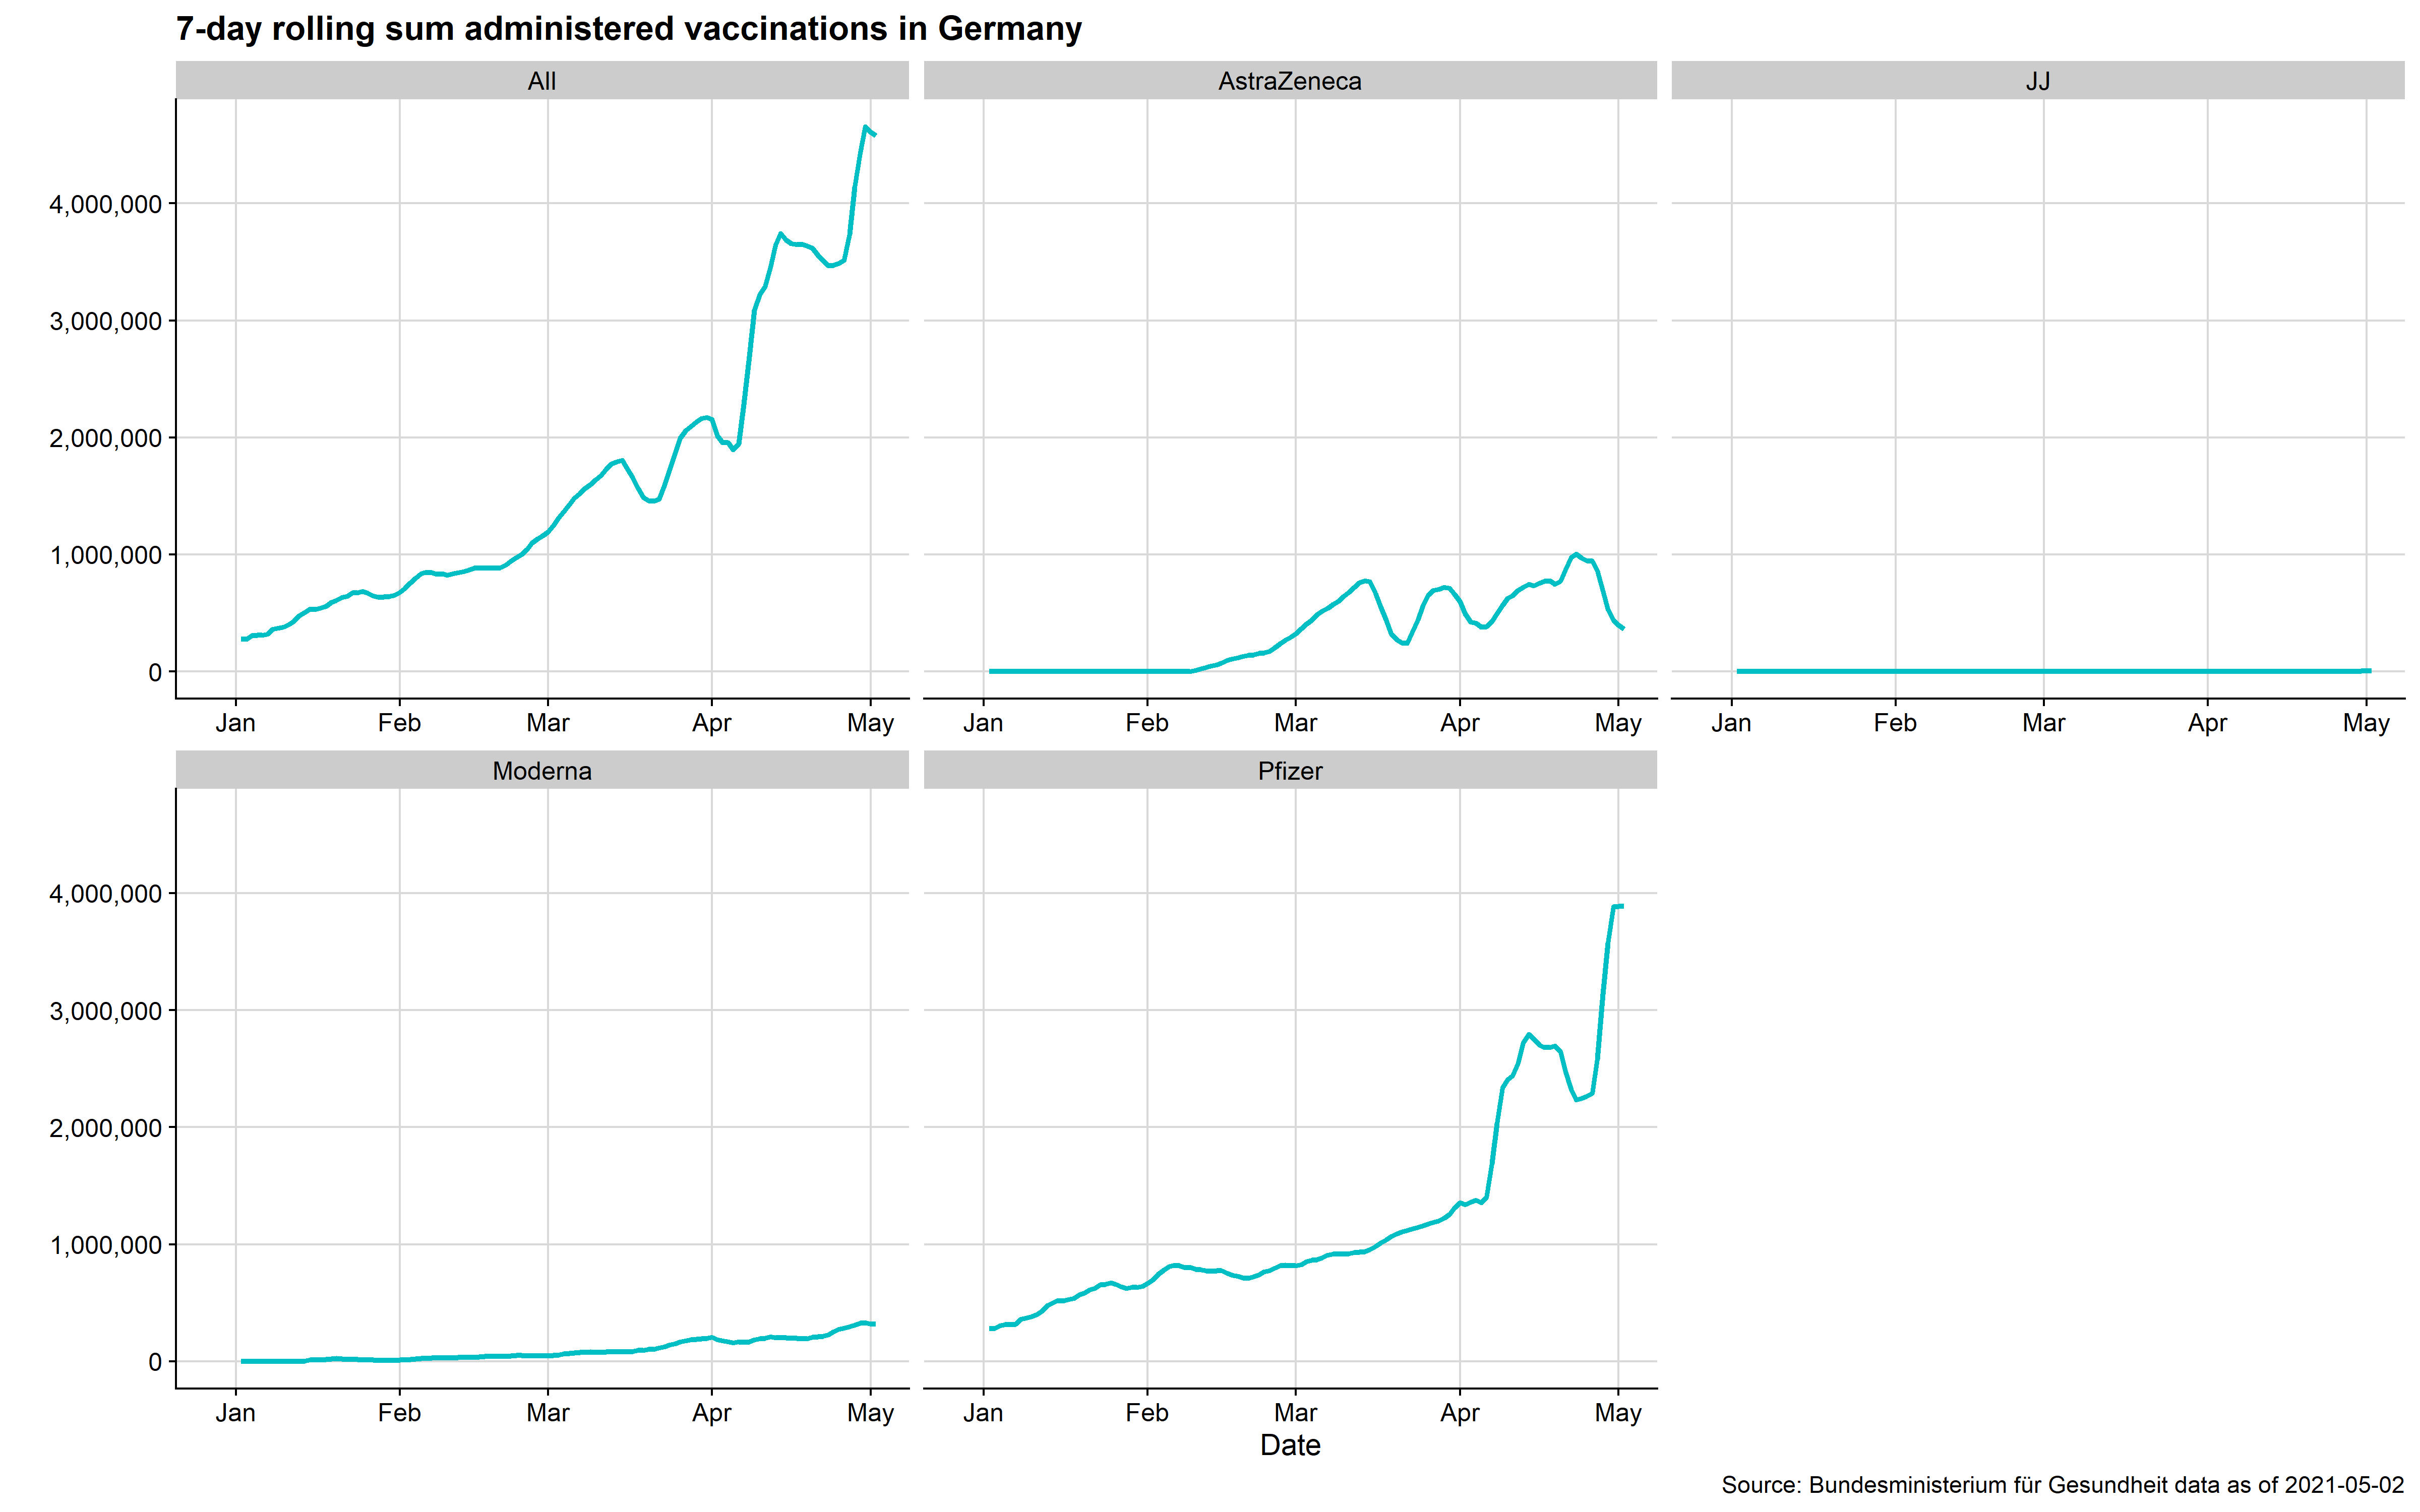 7-day rolling sum administered vaccinations in Germany
All
AstraZeneca
JJ
4,000,000
3,000,000
2,000,000
1,000,000
0
Jan Feb Mar Apr May
Jan Feb Mar Apr May
Jan Feb Mar Apr May
Moderna
Pfizer
4,000,000
3,000,000
2,000,000
1,000,000
0
Jan Feb Mar Apr May
Jan Feb Mar Apr May
Date
Source: Bundesministerium für Gesundheit data as of 2021-05-02